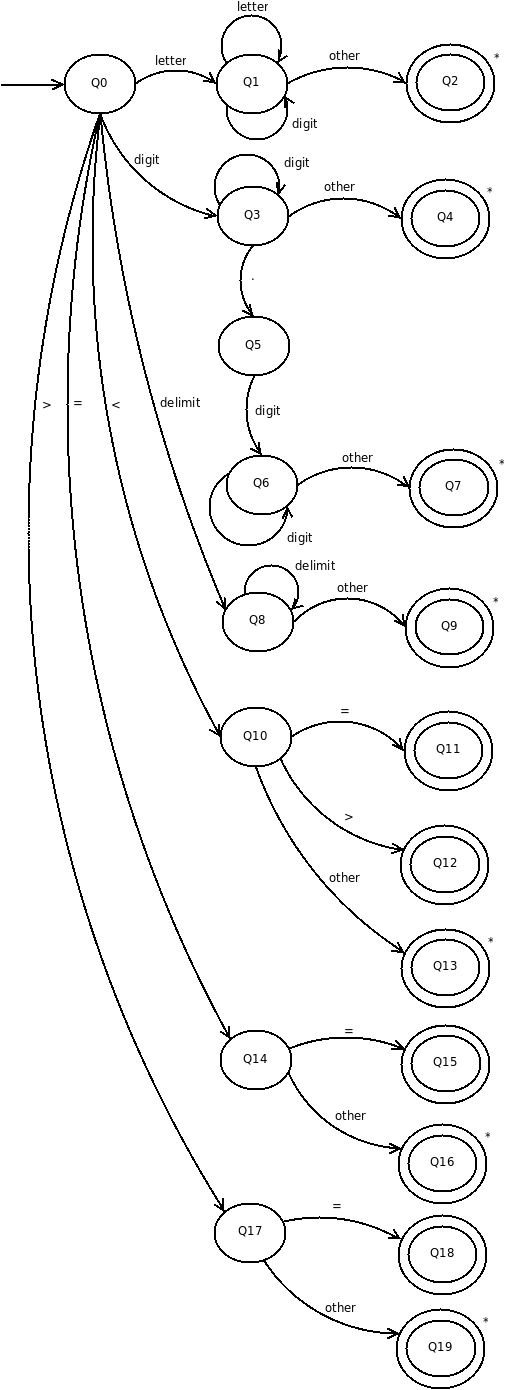 letter
Q0
letter
Q1
other
Q2
*
digit
digit
digit
Q3
other
Q4
*
.
Q5
>
=
<
delimit
digit
Q6
other
Q7
*
digit
delimit
Q8
other
Q9
*
Q10
=
Q11
>
Q12
other
Q13
*
Q14
=
Q15
other
Q16
*
Q17
=
Q18
other
Q19
*